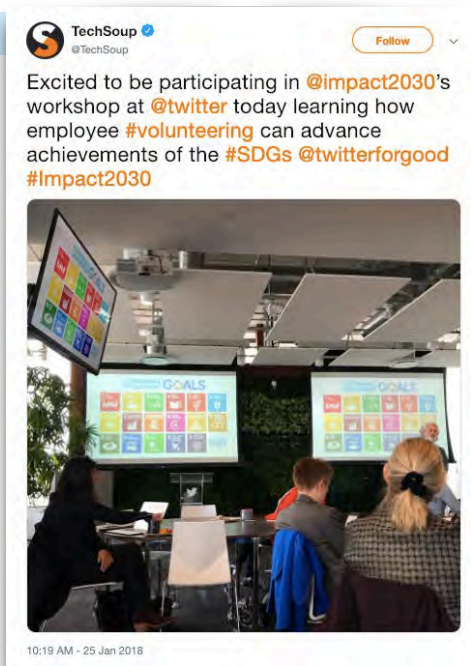 TechSoup
@TechSoup
Follow
Excited to be participating in @impact2030's
workshop at @twitter today learning how
employee #volunteering can advance
achievements of the #SDGs @twitterforgood
#Impact2030
GOALS
GOALS
GOALS
10:19 AM - 25 Jan 2018